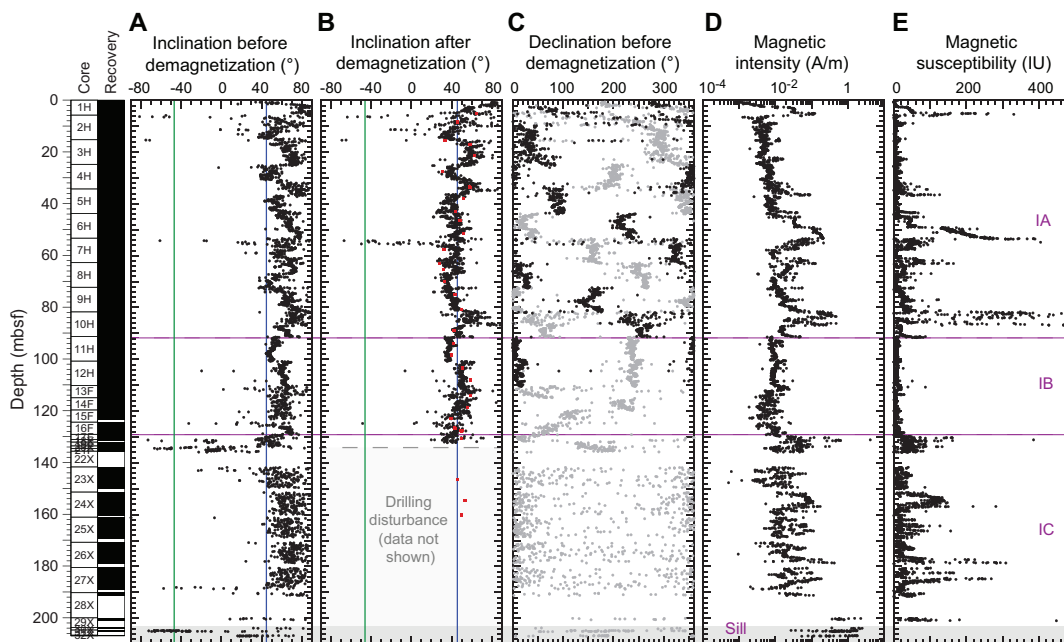 A B C D E
Core
Recovery
Inclination before
demagnetization (°)
Inclination after
demagnetization (°)
Declination before
demagnetization (°)
Magnetic
intensity (A/m)
Magnetic
susceptibility (IU)
-80 -40 0 40 80
-80 -40 0 40 80
0 100 200 300
10⁻⁴ 10⁻² 1
0 200 400
Depth (mbsf)
0
20
40
60
80
100
120
140
160
180
200
1H
2H
3H
4H
5H
6H
7H
8H
9H
10H
11H
12H
13F
14F
15F
16F
22X
23X
24X
25X
26X
27X
28X
29X
32X
IA
IB
IC
Drilling
disturbance
(data not
shown)
Sill